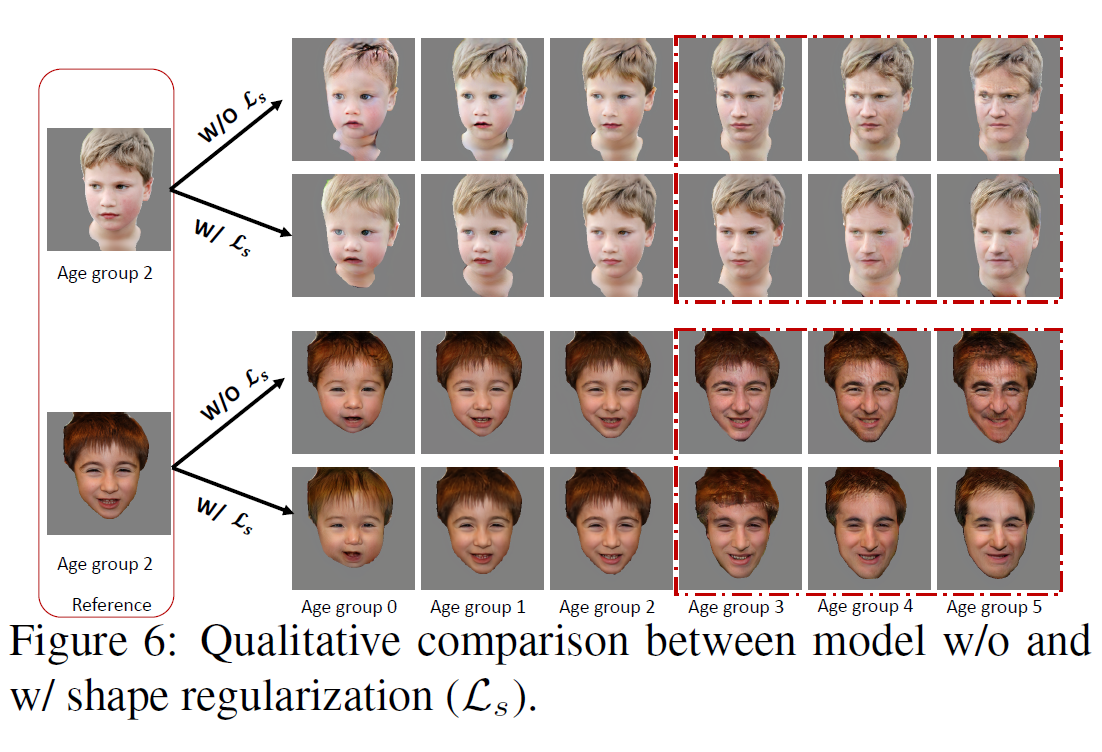 W/O ℒs
W/ ℒs
Age group 2
W/O ℒs
W/ ℒs
Age group 2
Reference
Age group 0 Age group 1 Age group 2 Age group 3 Age group 4 Age group 5
Figure 6: Qualitative comparison between model w/o and
w/ shape regularization (ℒs).